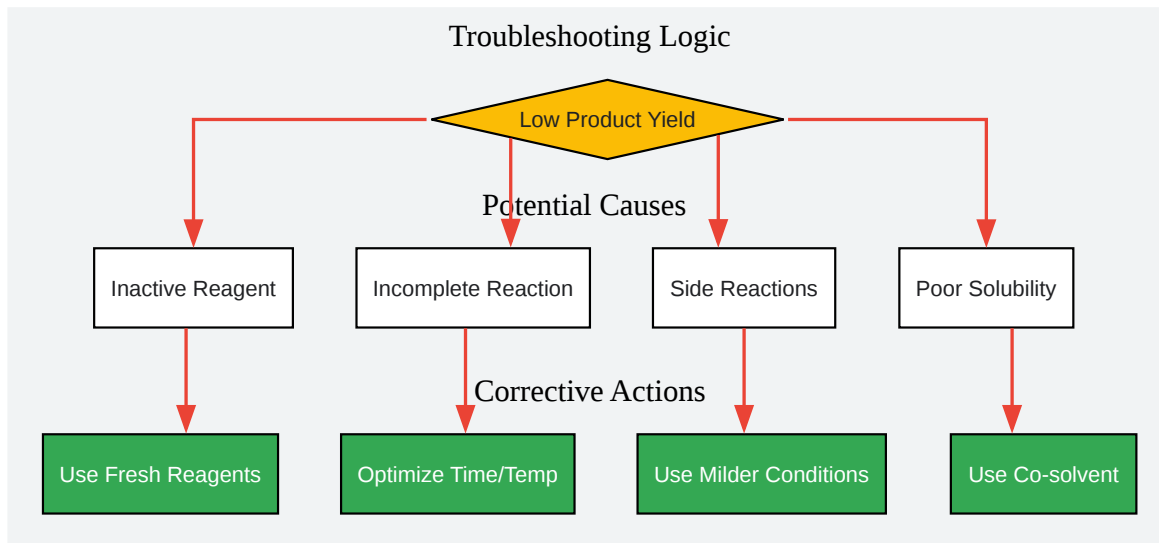 Troubleshooting Logic
Low Product Yield
Potential Causes
Inactive Reagent
Incomplete Reaction
Side Reactions
Poor Solubility
Corrective Actions
Use Fresh Reagents
Optimize Time/Temp
Use Milder Conditions
Use Co-solvent